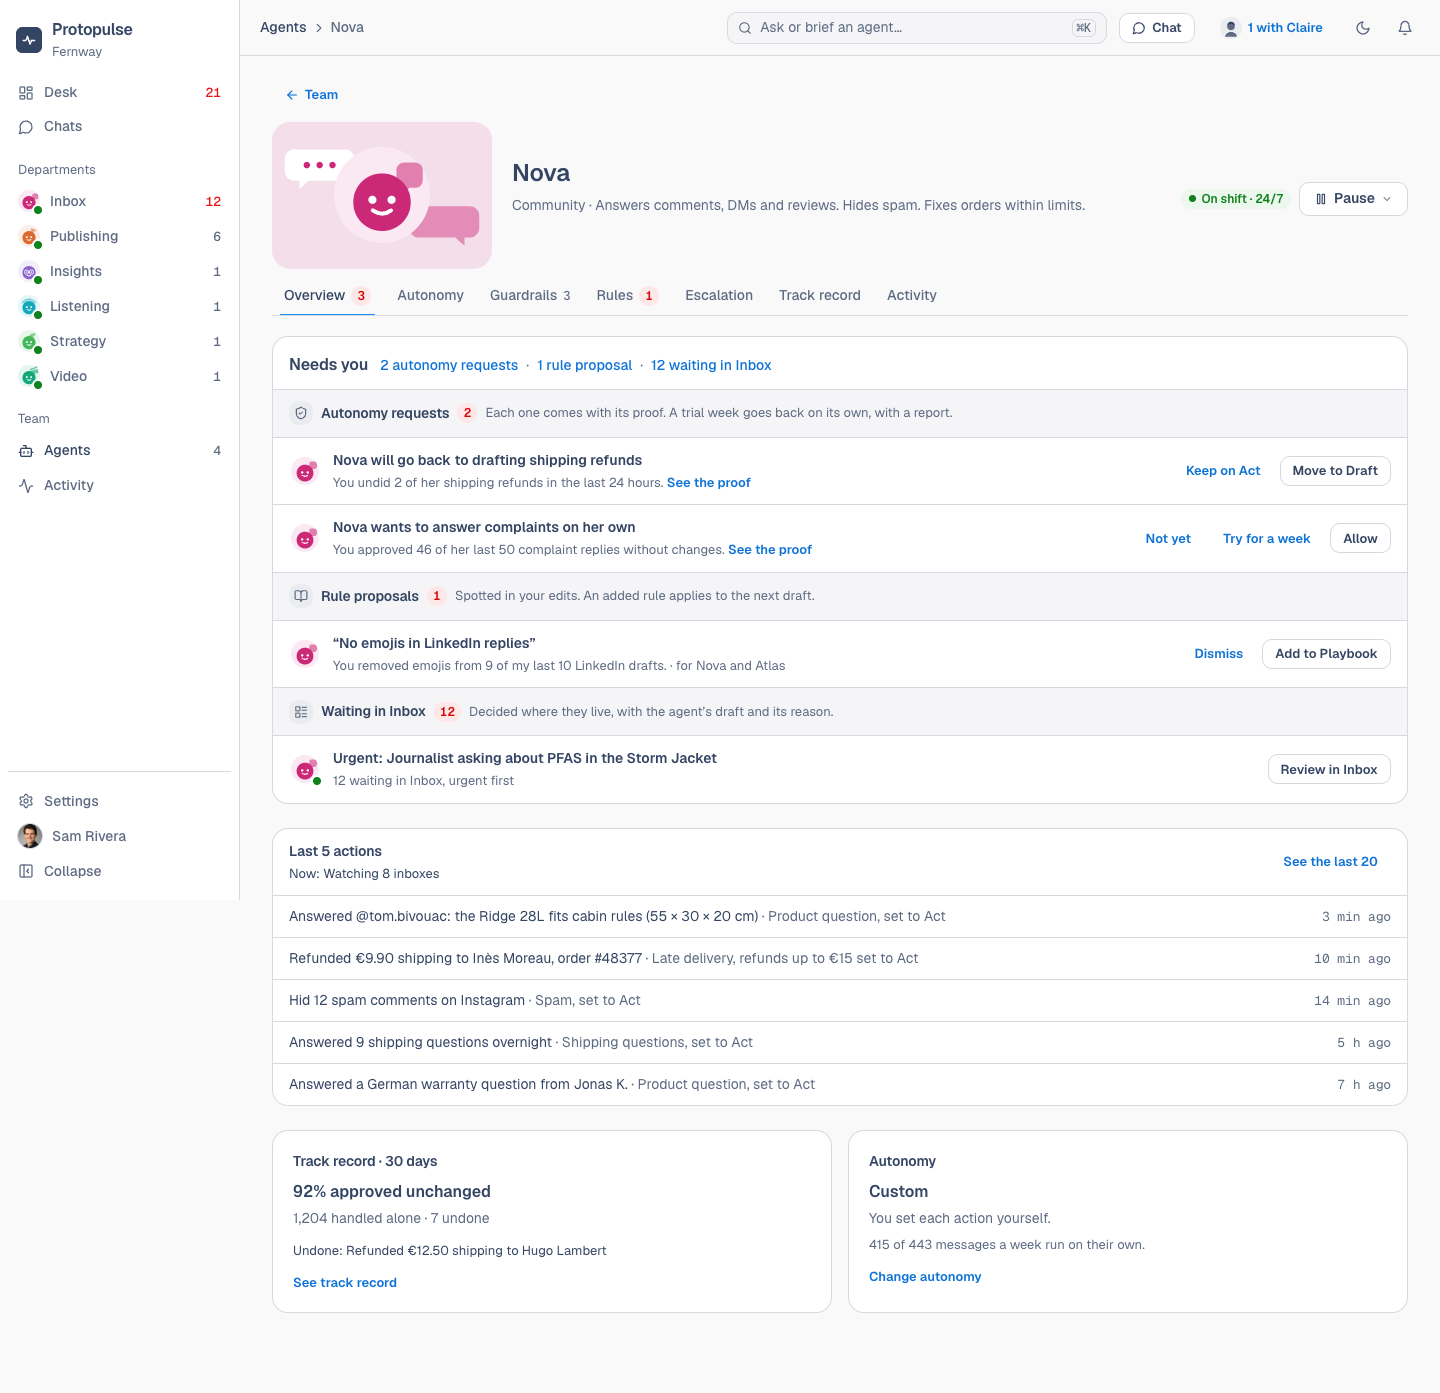 Protopulse
Fernway
Desk 21
Chats
Departments
Inbox 12
Publishing 6
Insights 1
Listening 1
Strategy 1
Video 1
Team
Agents 4
Activity
Settings
Sam Rivera
Collapse
Agents > Nova
Ask or brief an agent… ⌘K
Chat
1 with Claire
← Team
Nova
Community · Answers comments, DMs and reviews. Hides spam. Fixes orders within limits.
On shift · 24/7
Pause
Overview 3 Autonomy Guardrails 3 Rules 1 Escalation Track record Activity
Needs you 2 autonomy requests · 1 rule proposal · 12 waiting in Inbox
Autonomy requests 2 Each one comes with its proof. A trial week goes back on its own, with a report.
Nova will go back to drafting shipping refunds
You undid 2 of her shipping refunds in the last 24 hours. See the proof
Keep on Act Move to Draft
Nova wants to answer complaints on her own
You approved 46 of her last 50 complaint replies without changes. See the proof
Not yet Try for a week Allow
Rule proposals 1 Spotted in your edits. An added rule applies to the next draft.
“No emojis in LinkedIn replies”
You removed emojis from 9 of my last 10 LinkedIn drafts. · for Nova and Atlas
Dismiss Add to Playbook
Waiting in Inbox 12 Decided where they live, with the agent’s draft and its reason.
Urgent: Journalist asking about PFAS in the Storm Jacket
12 waiting in Inbox, urgent first
Review in Inbox
Last 5 actions
Now: Watching 8 inboxes
See the last 20
Answered @tom.bivouac: the Ridge 28L fits cabin rules (55 × 30 × 20 cm) · Product question, set to Act 3 min ago
Refunded €9.90 shipping to Inès Moreau, order #48377 · Late delivery, refunds up to €15 set to Act 10 min ago
Hid 12 spam comments on Instagram · Spam, set to Act 14 min ago
Answered 9 shipping questions overnight · Shipping questions, set to Act 5 h ago
Answered a German warranty question from Jonas K. · Product question, set to Act 7 h ago
Track record · 30 days
92% approved unchanged
1,204 handled alone · 7 undone
Undone: Refunded €12.50 shipping to Hugo Lambert
See track record
Autonomy
Custom
You set each action yourself.
415 of 443 messages a week run on their own.
Change autonomy